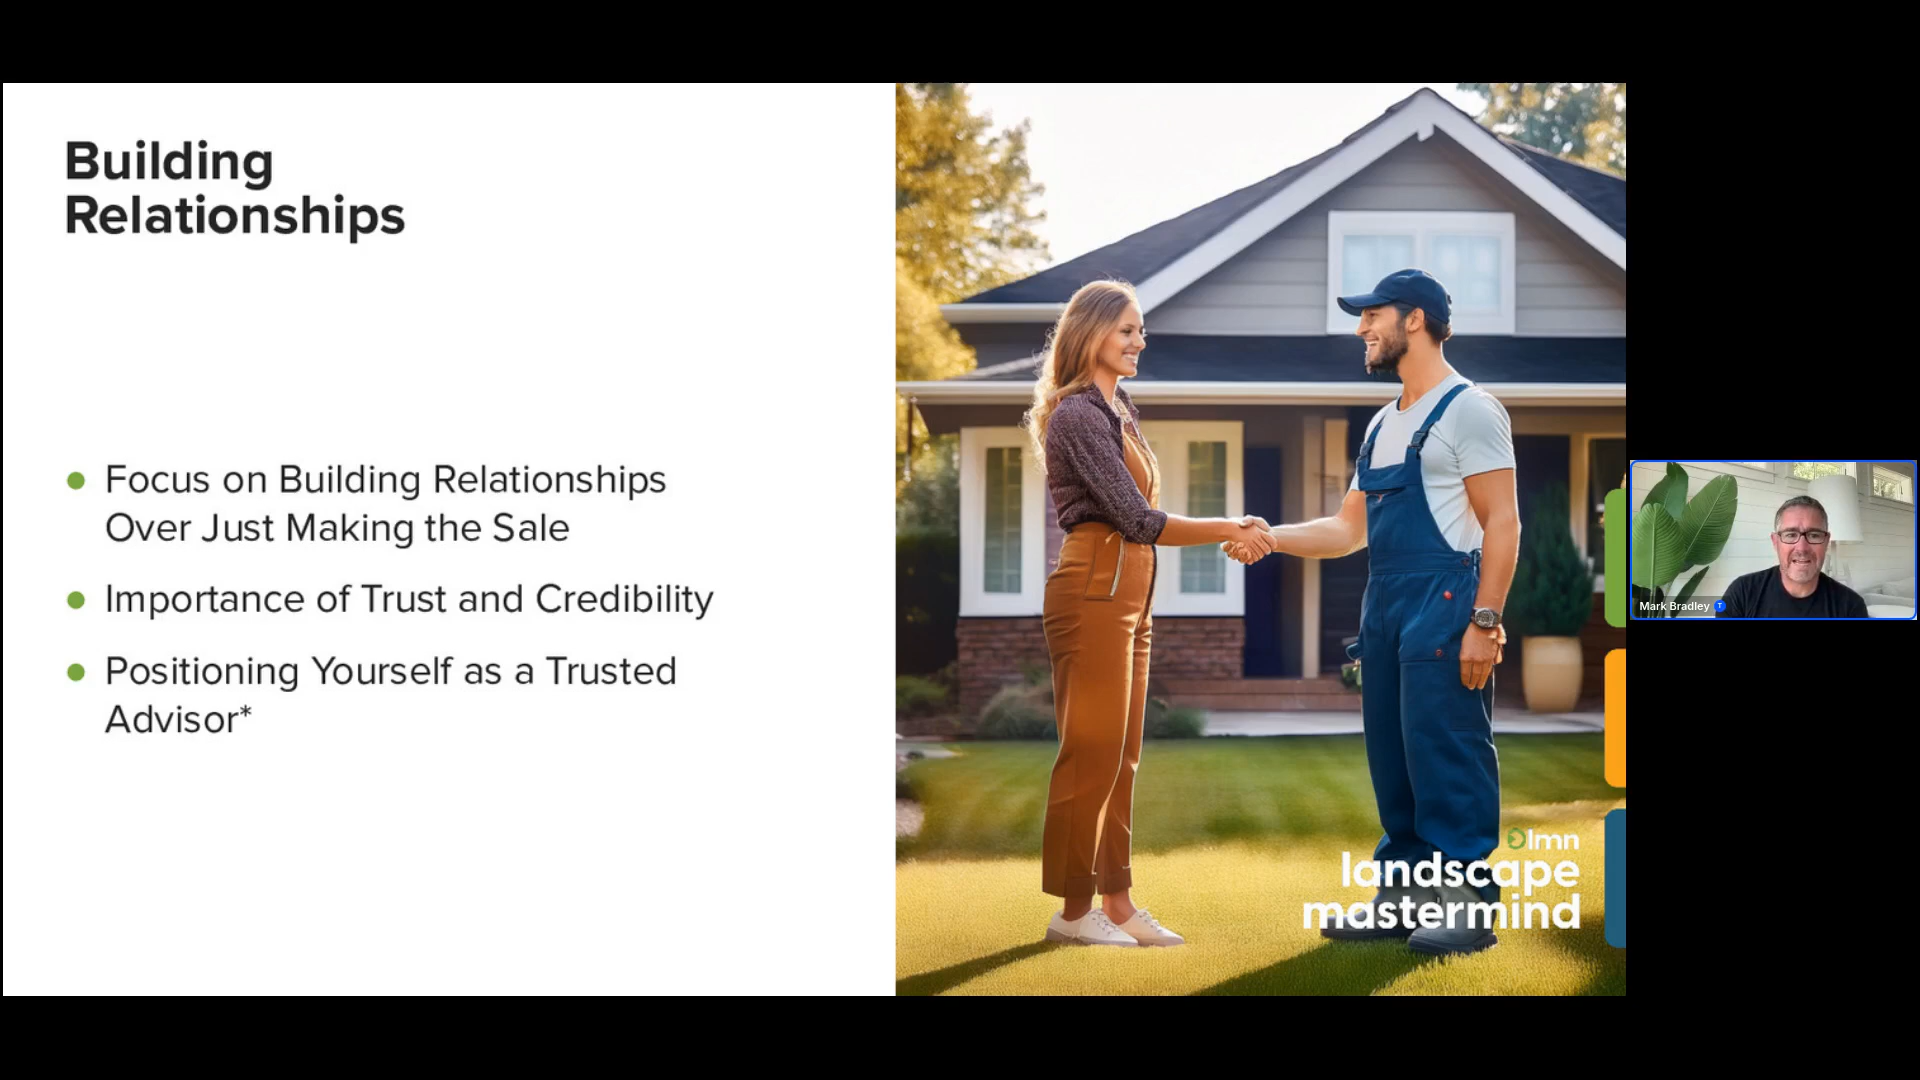 Building
Relationships
Focus on Building Relationships
Over Just Making the Sale
Importance of Trust and Credibility
Positioning Yourself as a Trusted
Advisor*
lmn
landscape
mastermind
Mark Bradley
T